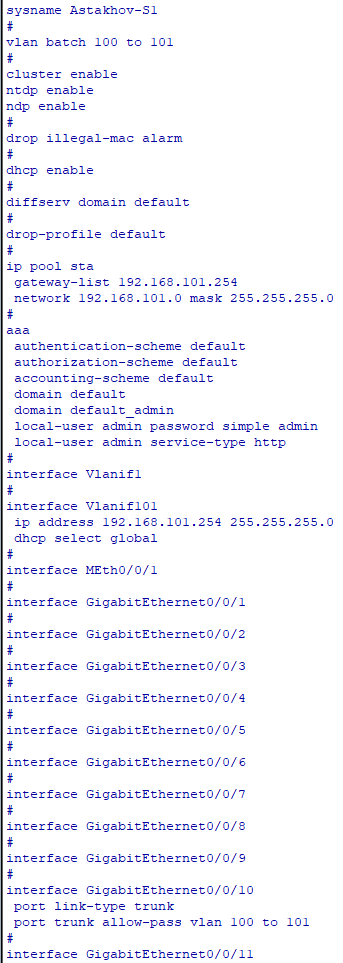 sysname Astakhov-S1
#
vlan batch 100 to 101
#
cluster enable
ntdp enable
ndp enable
#
drop illegal-mac alarm
#
dhcp enable
#
diffserv domain default
#
drop-profile default
#
ip pool sta
 gateway-list 192.168.101.254
 network 192.168.101.0 mask 255.255.255.0
#
aaa
 authentication-scheme default
 authorization-scheme default
 accounting-scheme default
 domain default
 domain default_admin
 local-user admin password simple admin
 local-user admin service-type http
#
interface Vlanif1
#
interface Vlanif101
 ip address 192.168.101.254 255.255.255.0
 dhcp select global
#
interface MEth0/0/1
#
interface GigabitEthernet0/0/1
#
interface GigabitEthernet0/0/2
#
interface GigabitEthernet0/0/3
#
interface GigabitEthernet0/0/4
#
interface GigabitEthernet0/0/5
#
interface GigabitEthernet0/0/6
#
interface GigabitEthernet0/0/7
#
interface GigabitEthernet0/0/8
#
interface GigabitEthernet0/0/9
#
interface GigabitEthernet0/0/10
 port link-type trunk
 port trunk allow-pass vlan 100 to 101
#
interface GigabitEthernet0/0/11